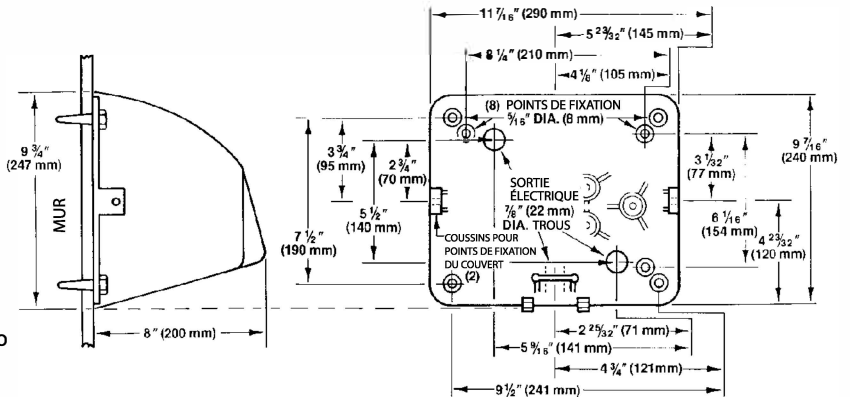 11 7/16" (290 mm)
5 23/32" (145 mm)
8 1/4" (210 mm)
4 1/8" (105 mm)
(8) POINTS DE FIXATION
5/16" DIA. (8 mm)
9 3/4"
(247 mm)
MUR
8" (200 mm)
3 3/4"
(95 mm)
2 3/4"
(70 mm)
5 1/2"
(140 mm)
7 1/2"
(190 mm)
SORTIE
ÉLECTRIQUE
7/8" (22 mm)
DIA. TROUS
COUSSINS POUR
POINTS DE FIXATION
DU COUVERT
(2)
3 1/32"
(77 mm)
6 1/16"
(154 mm)
4 23/32"
(120 mm)
9 7/16"
(240 mm)
2 25/32" (71 mm)
5 9/16" (141 mm)
4 3/4" (121mm)
9 1/2" (241 mm)